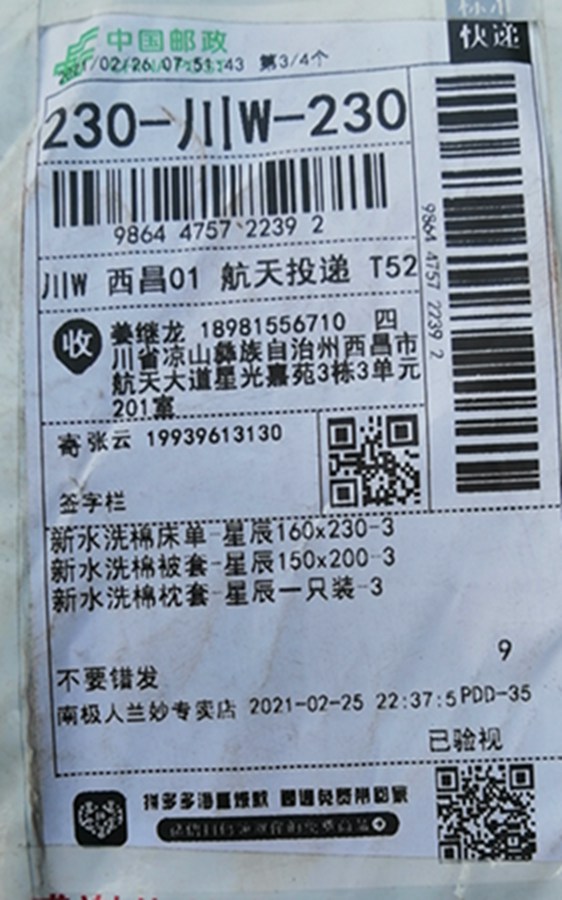 中国邮政
快递
2021/02/26 07:51:43 第3/4个
230-川W-230
9864 4757 2239 2
9864 4757 2239 2
川W 西昌01 航天投递 T52
收
姜继龙 18981556710 四
川省凉山彝族自治州西昌市
航天大道星光嘉苑3栋3单元
201室
寄 张云 19939613130
签字栏
新水洗棉床单-星辰160x230-3
新水洗棉被套-星辰150x200-3
新水洗棉枕套-星辰一只装-3
9
不要错发
南极人兰妙专卖店 2021-02-25 22:37:5 PDD-35
已验视